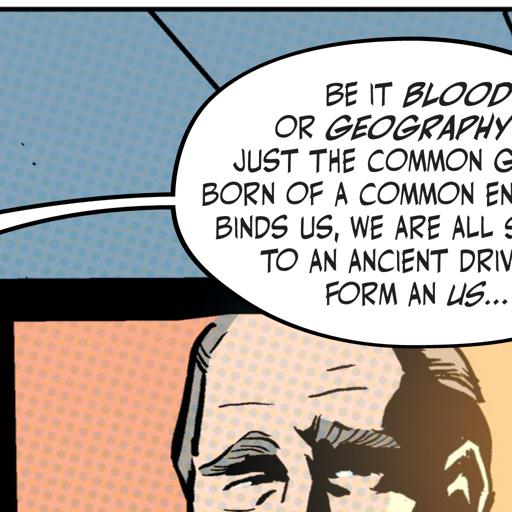 BE IT BLOOD
OR GEOGRAPHY
JUST THE COMMON
BORN OF A COMMON
BINDS US, WE ARE ALL
TO AN ANCIENT
FORM AN US...